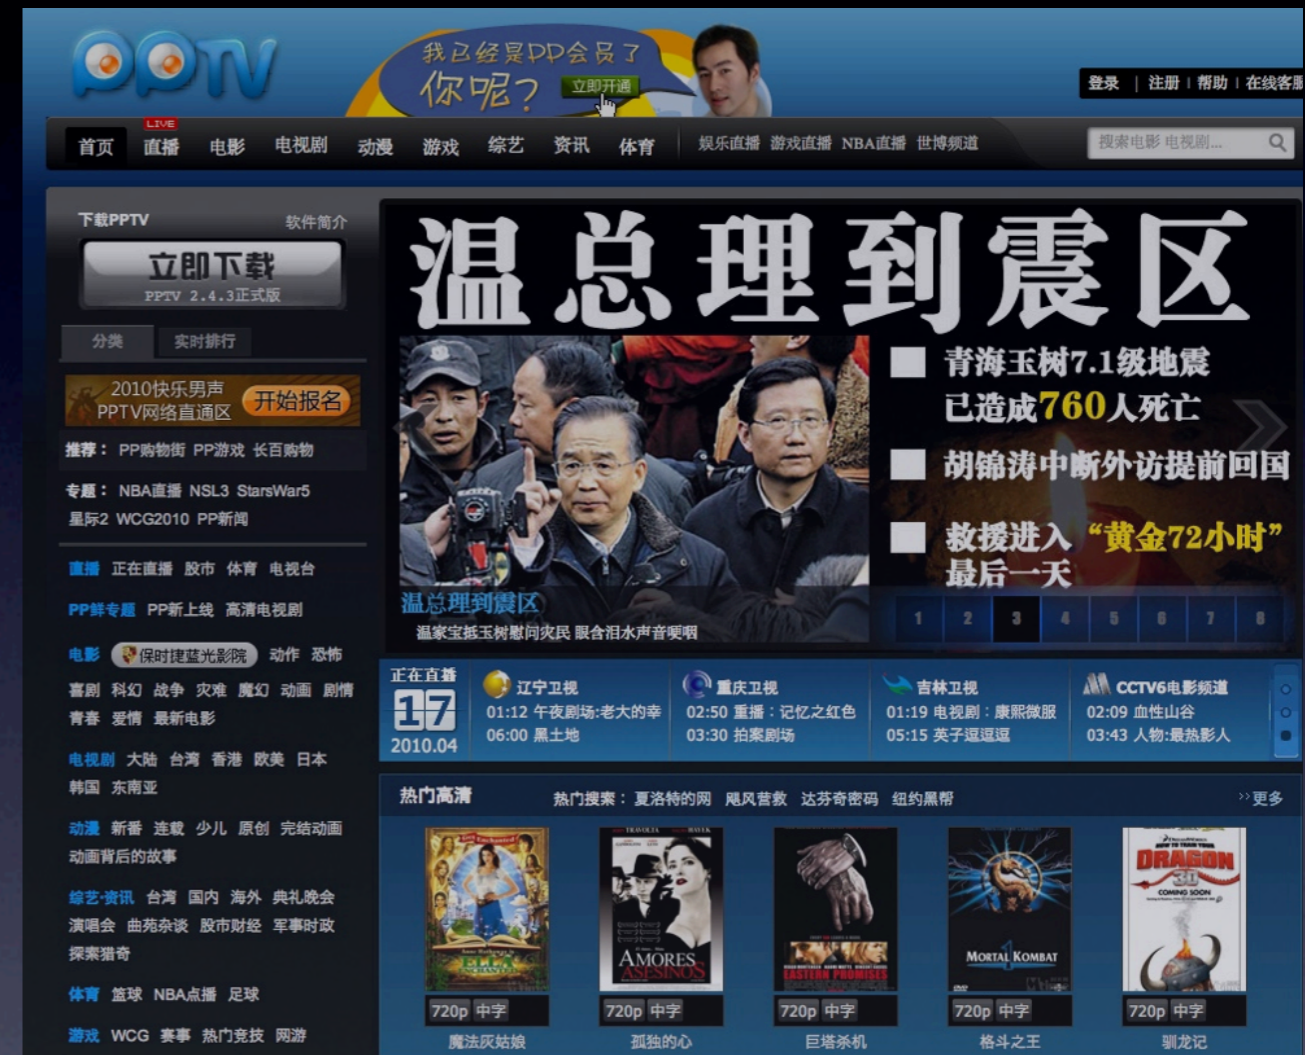 PPTV
我已经是PP会员了
你呢？
立即开通
登录 | 注册 | 帮助 | 在线客服
LIVE
首页 直播 电影 电视剧 动漫 游戏 综艺 资讯 体育 娱乐直播 游戏直播 NBA直播 世博频道
搜索电影 电视剧...
下载PPTV 软件简介
立即下载
PPTV 2.4.3正式版
分类 实时排行
2010快乐男声
PPTV网络直通区
开始报名
推荐： PP购物街 PP游戏 长百购物
专题： NBA直播 NSL3 StarsWar5
星际2 WCG2010 PP新闻
直播 正在直播 股市 体育 电视台
PP鲜专题 PP新上线 高清电视剧
电影 保时捷蓝光影院 动作 恐怖
喜剧 科幻 战争 灾难 魔幻 动画 剧情
青春 爱情 最新电影
电视剧 大陆 台湾 香港 欧美 日本
韩国 东南亚
动漫 新番 连载 少儿 原创 完结动画
动画背后的故事
综艺·资讯 台湾 国内 海外 典礼晚会
演唱会 曲苑杂谈 股市财经 军事时政
探索猎奇
体育 篮球 NBA点播 足球
游戏 WCG 赛事 热门竞技 网游
温总理到震区
青海玉树7.1级地震
已造成760人死亡
胡锦涛中断外访提前回国
救援进入“黄金72小时”
最后一天
温总理到震区
温家宝抵玉树慰问灾民 眼含泪水声音哽咽
1 2 3 4 5 6 7 8
正在直播
17
2010.04
辽宁卫视
01:12 午夜剧场:老大的幸
06:00 黑土地
重庆卫视
02:50 重播：记忆之红色
03:30 拍案剧场
吉林卫视
01:19 电视剧：康熙微服
05:15 英子逗逗逗
CCTV6电影频道
02:09 血性山谷
03:43 人物:最热影人
热门高清 热门搜索： 夏洛特的网 飓风营救 达芬奇密码 纽约黑帮 >>更多
ELLA
ENCHANTED
720p 中字
魔法灰姑娘
TRAVOLTA HAYEK
AMORES
ASESINOS
720p 中字
孤独的心
EASTERN PROMISES
720p 中字
巨塔杀机
MORTAL KOMBAT
1
720p 中字
格斗之王
HOW TO TRAIN YOUR
DRAGON
3D
COMING SOON
720p 中字
驯龙记